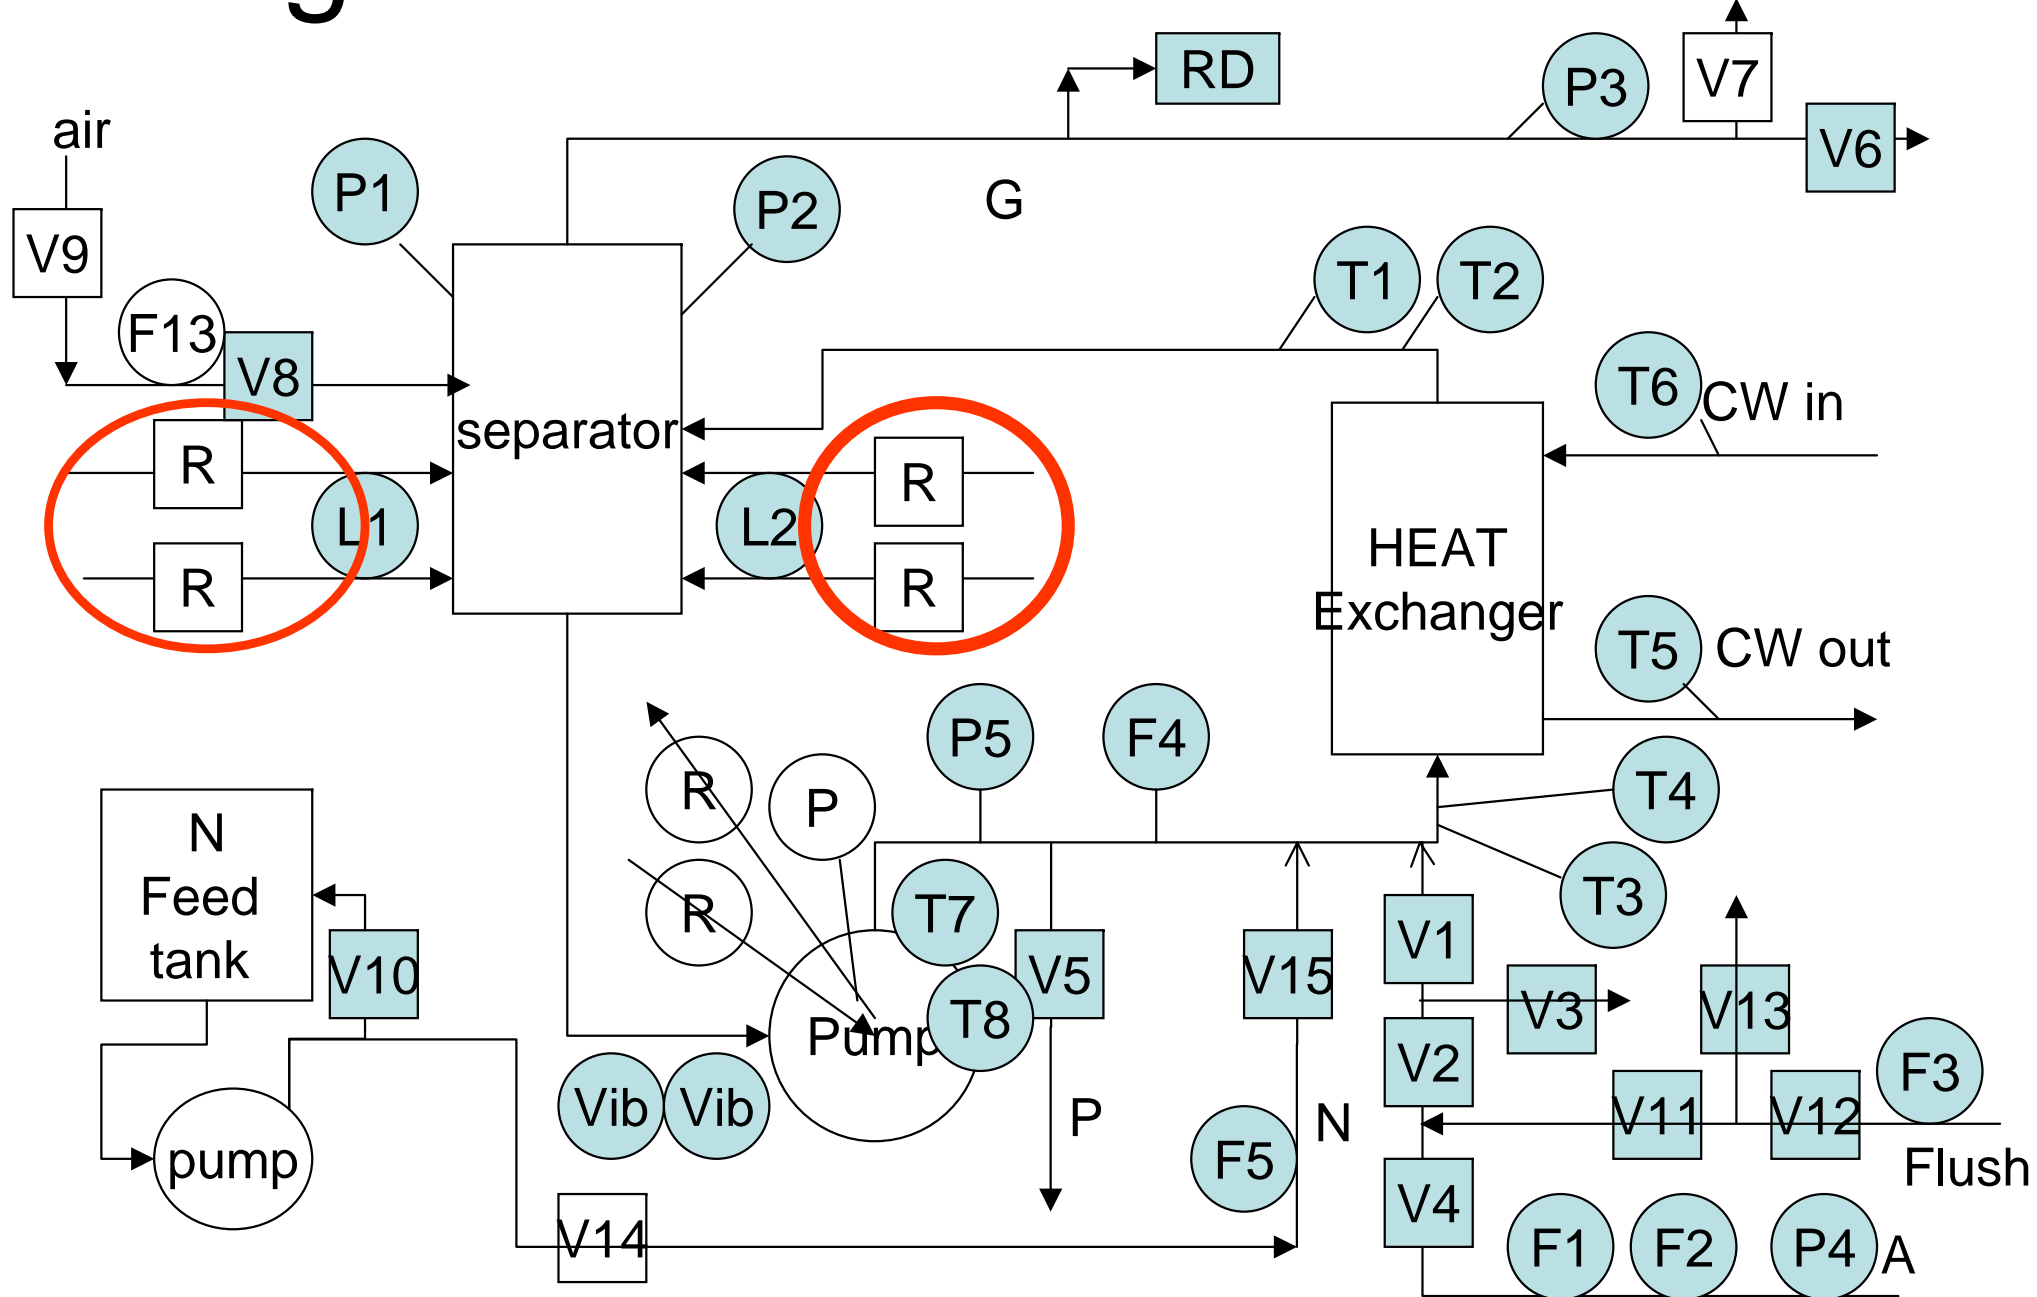 g
RD
P3
V7
V6
air
P1
P2
G
V9
F13
V8
T1
T2
T6
CW in
separator
R
L1
R
L2
R
R
HEAT
Exchanger
T5
CW out
P5
F4
R
P
T4
N
Feed
tank
V10
R
T7
T3
V5
V15
V1
V3
V13
Pump
T8
V2
F3
Vib
Vib
P
N
V11
V12
pump
F5
Flush
V4
V14
F1
F2
P4
A